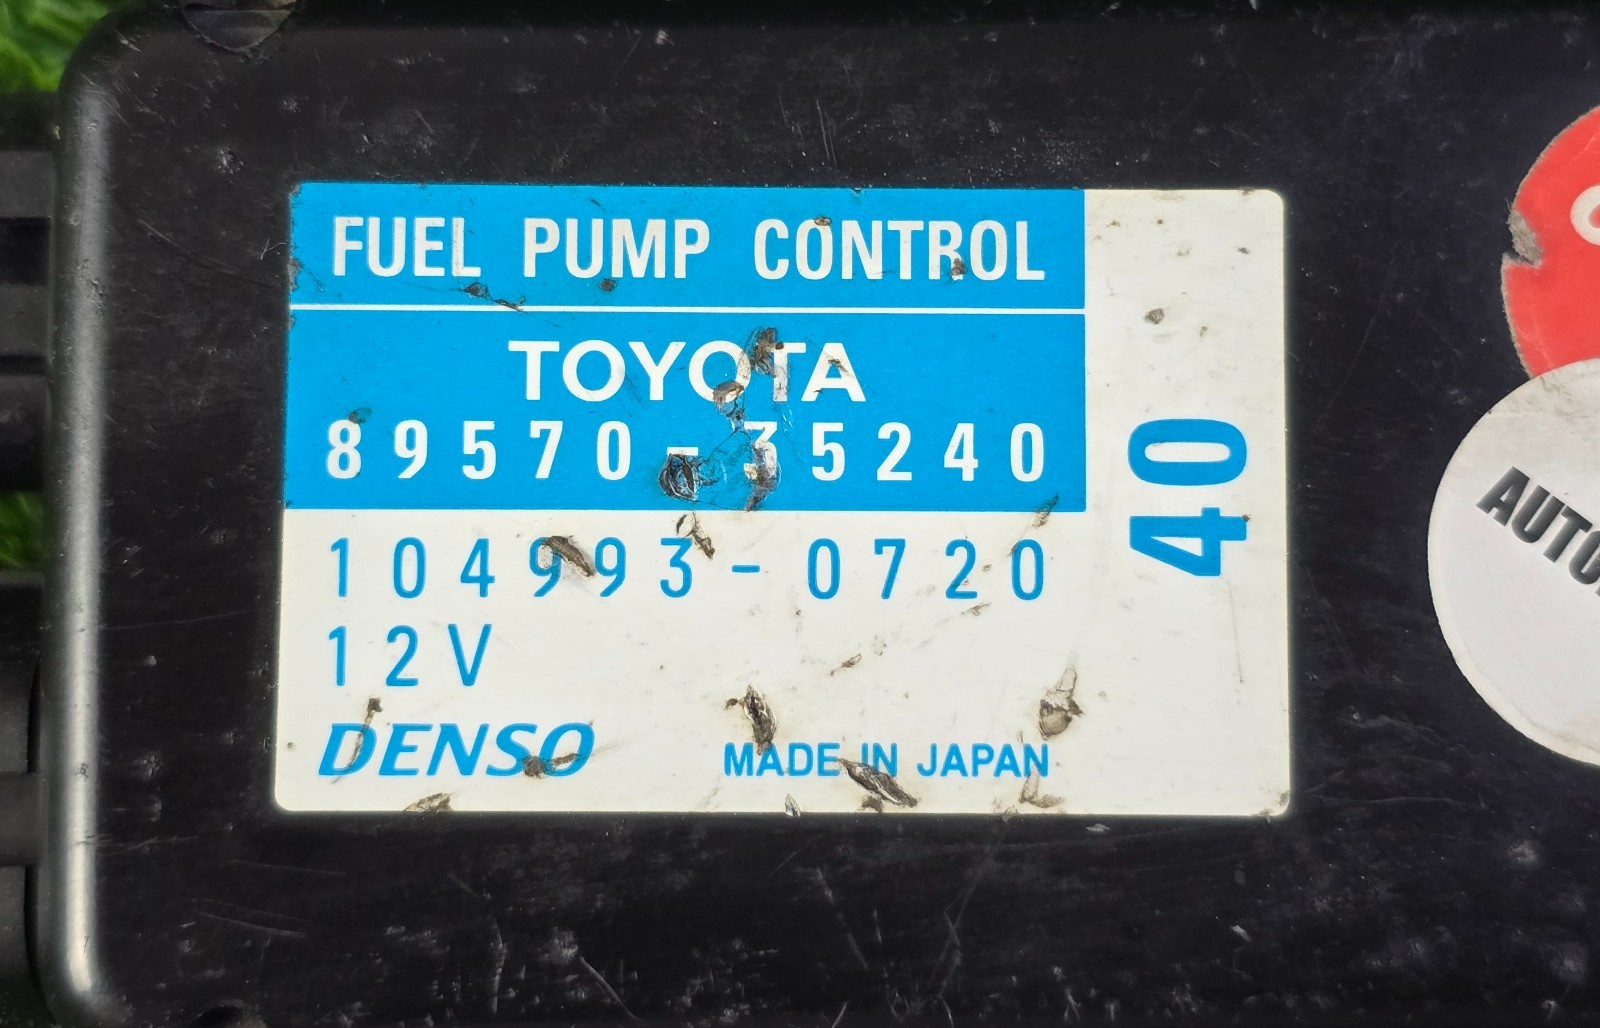 FUEL PUMP CONTROL
TOYOTA
89570-35240
104993-0720
12V
DENSO
MADE IN JAPAN
40